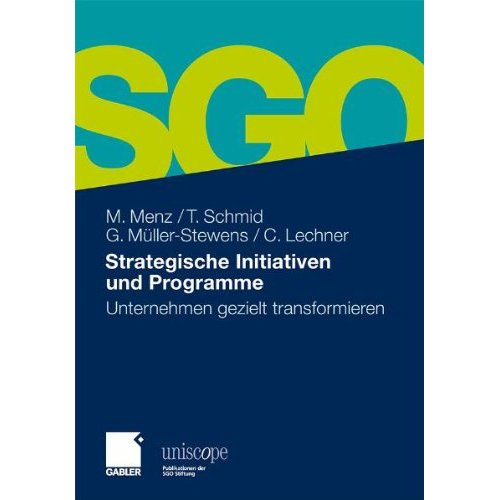 SGO
M. Menz / T. Schmid
G. Müller-Stewens / C. Lechner
Strategische Initiativen
und Programme
Unternehmen gezielt transformieren
GABLER
uniscope
Publikationen der
SGO Stiftung